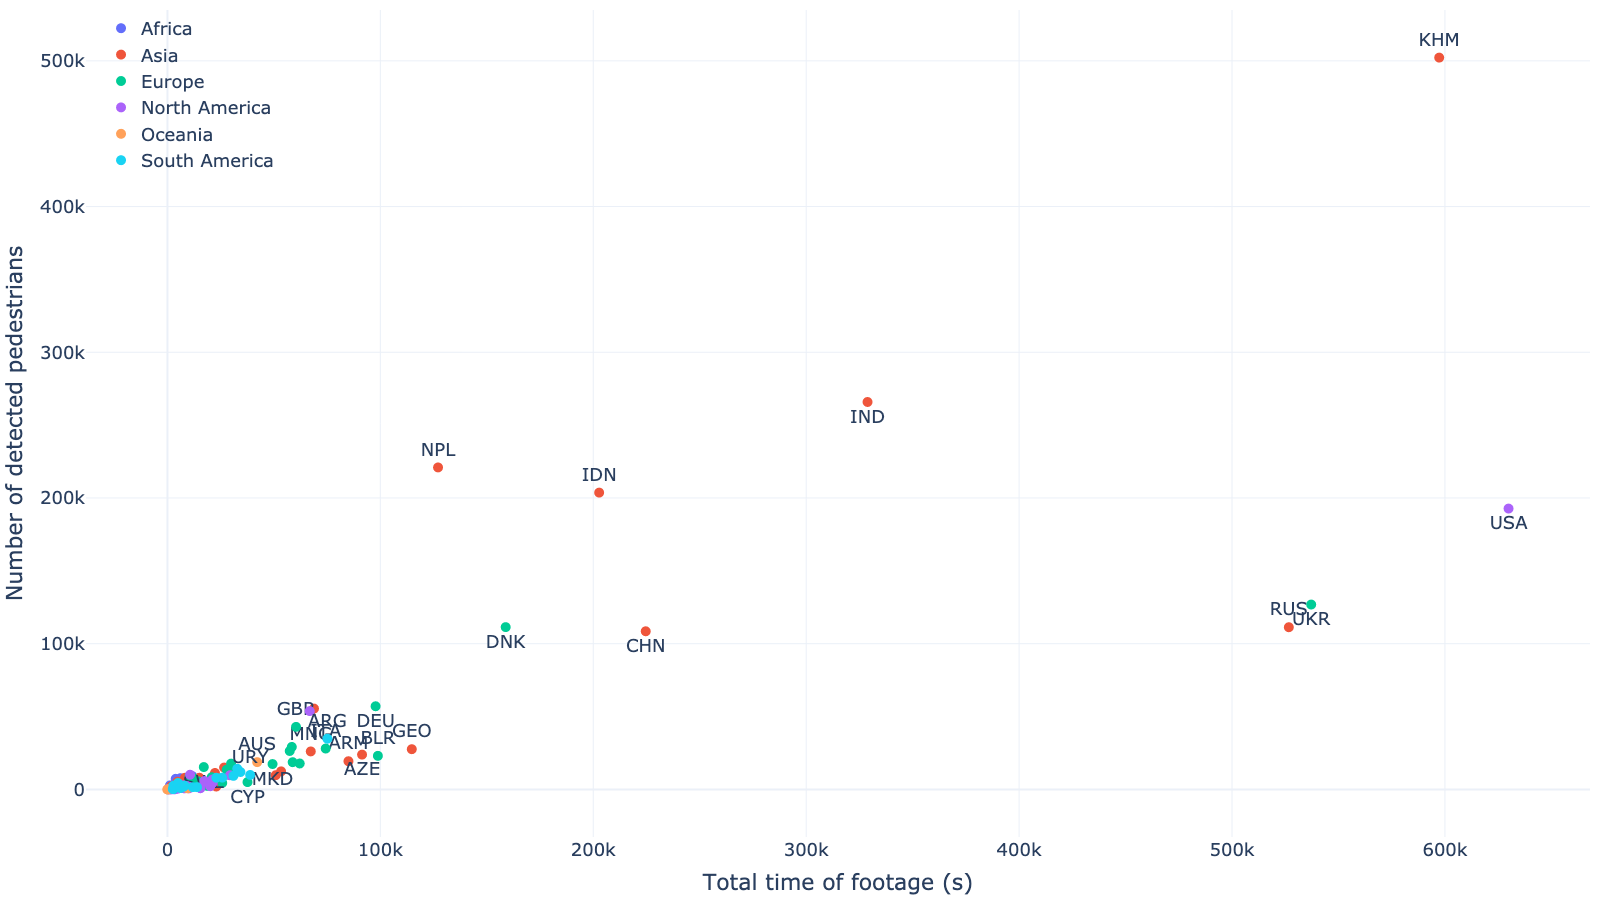 Africa
Asia
Europe
North America
Oceania
South America
KHM
500k
400k
300k
200k
100k
0
Number of detected pedestrians
IND
NPL
IDN
USA
RUS
UKR
DNK
CHN
GBR
ARG
DEU
ITA
GEO
MNG
BLR
ARM
AUS
URY
AZE
MKD
CYP
0
100k
200k
300k
400k
500k
600k
Total time of footage (s)